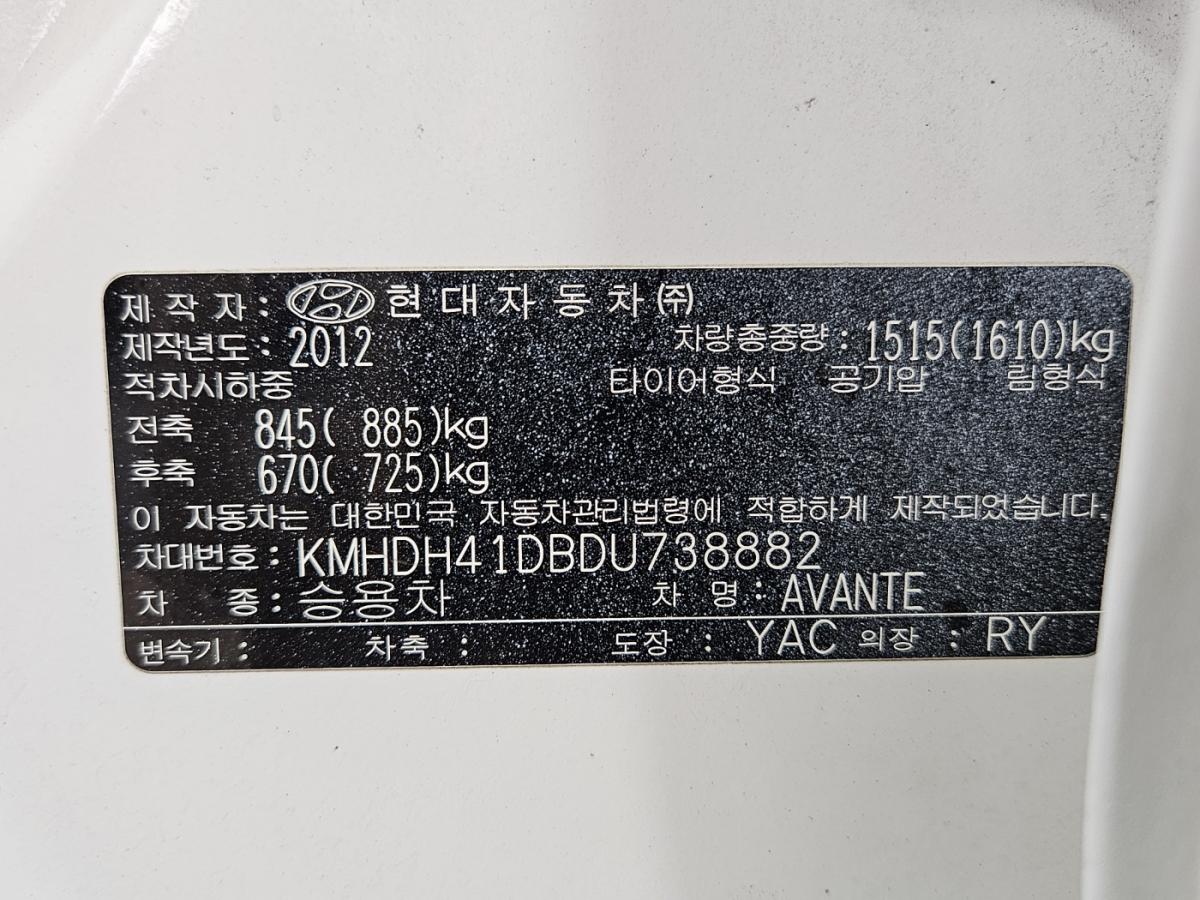 제 작 자 : 현 대 자 동 차 ㈜
제작년도 : 2012 차량총중량 : 1515(1610)kg
적차시하중 타이어형식 공기압 림형식
전축 845( 885)kg
후축 670( 725)kg
이 자동차는 대한민국 자동차관리법령에 적합하게 제작되었습니다.
차대번호 : KMHDH41DBDU738882
차 종 : 승용차 차 명 : AVANTE
변속기 : 차축 : 도장 : YAC 의장 : RY